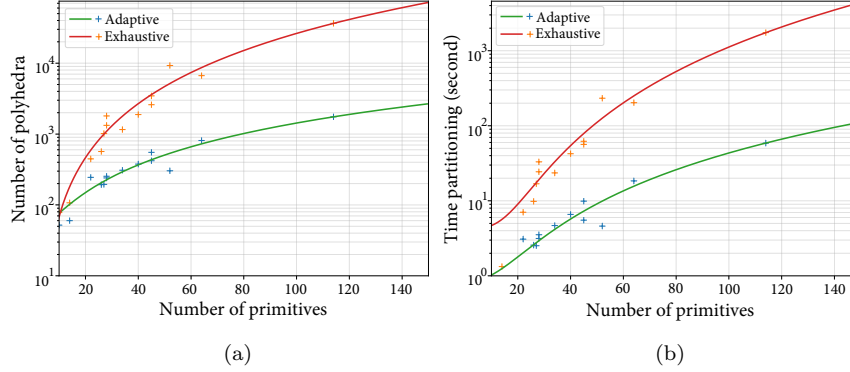 Adaptive
Exhaustive
Number of polyhedra
10^4
10^3
10^2
10^1
20 40 60 80 100 120 140
Number of primitives
(a)
Adaptive
Exhaustive
Time partitioning (second)
10^3
10^2
10^1
10^0
20 40 60 80 100 120 140
Number of primitives
(b)